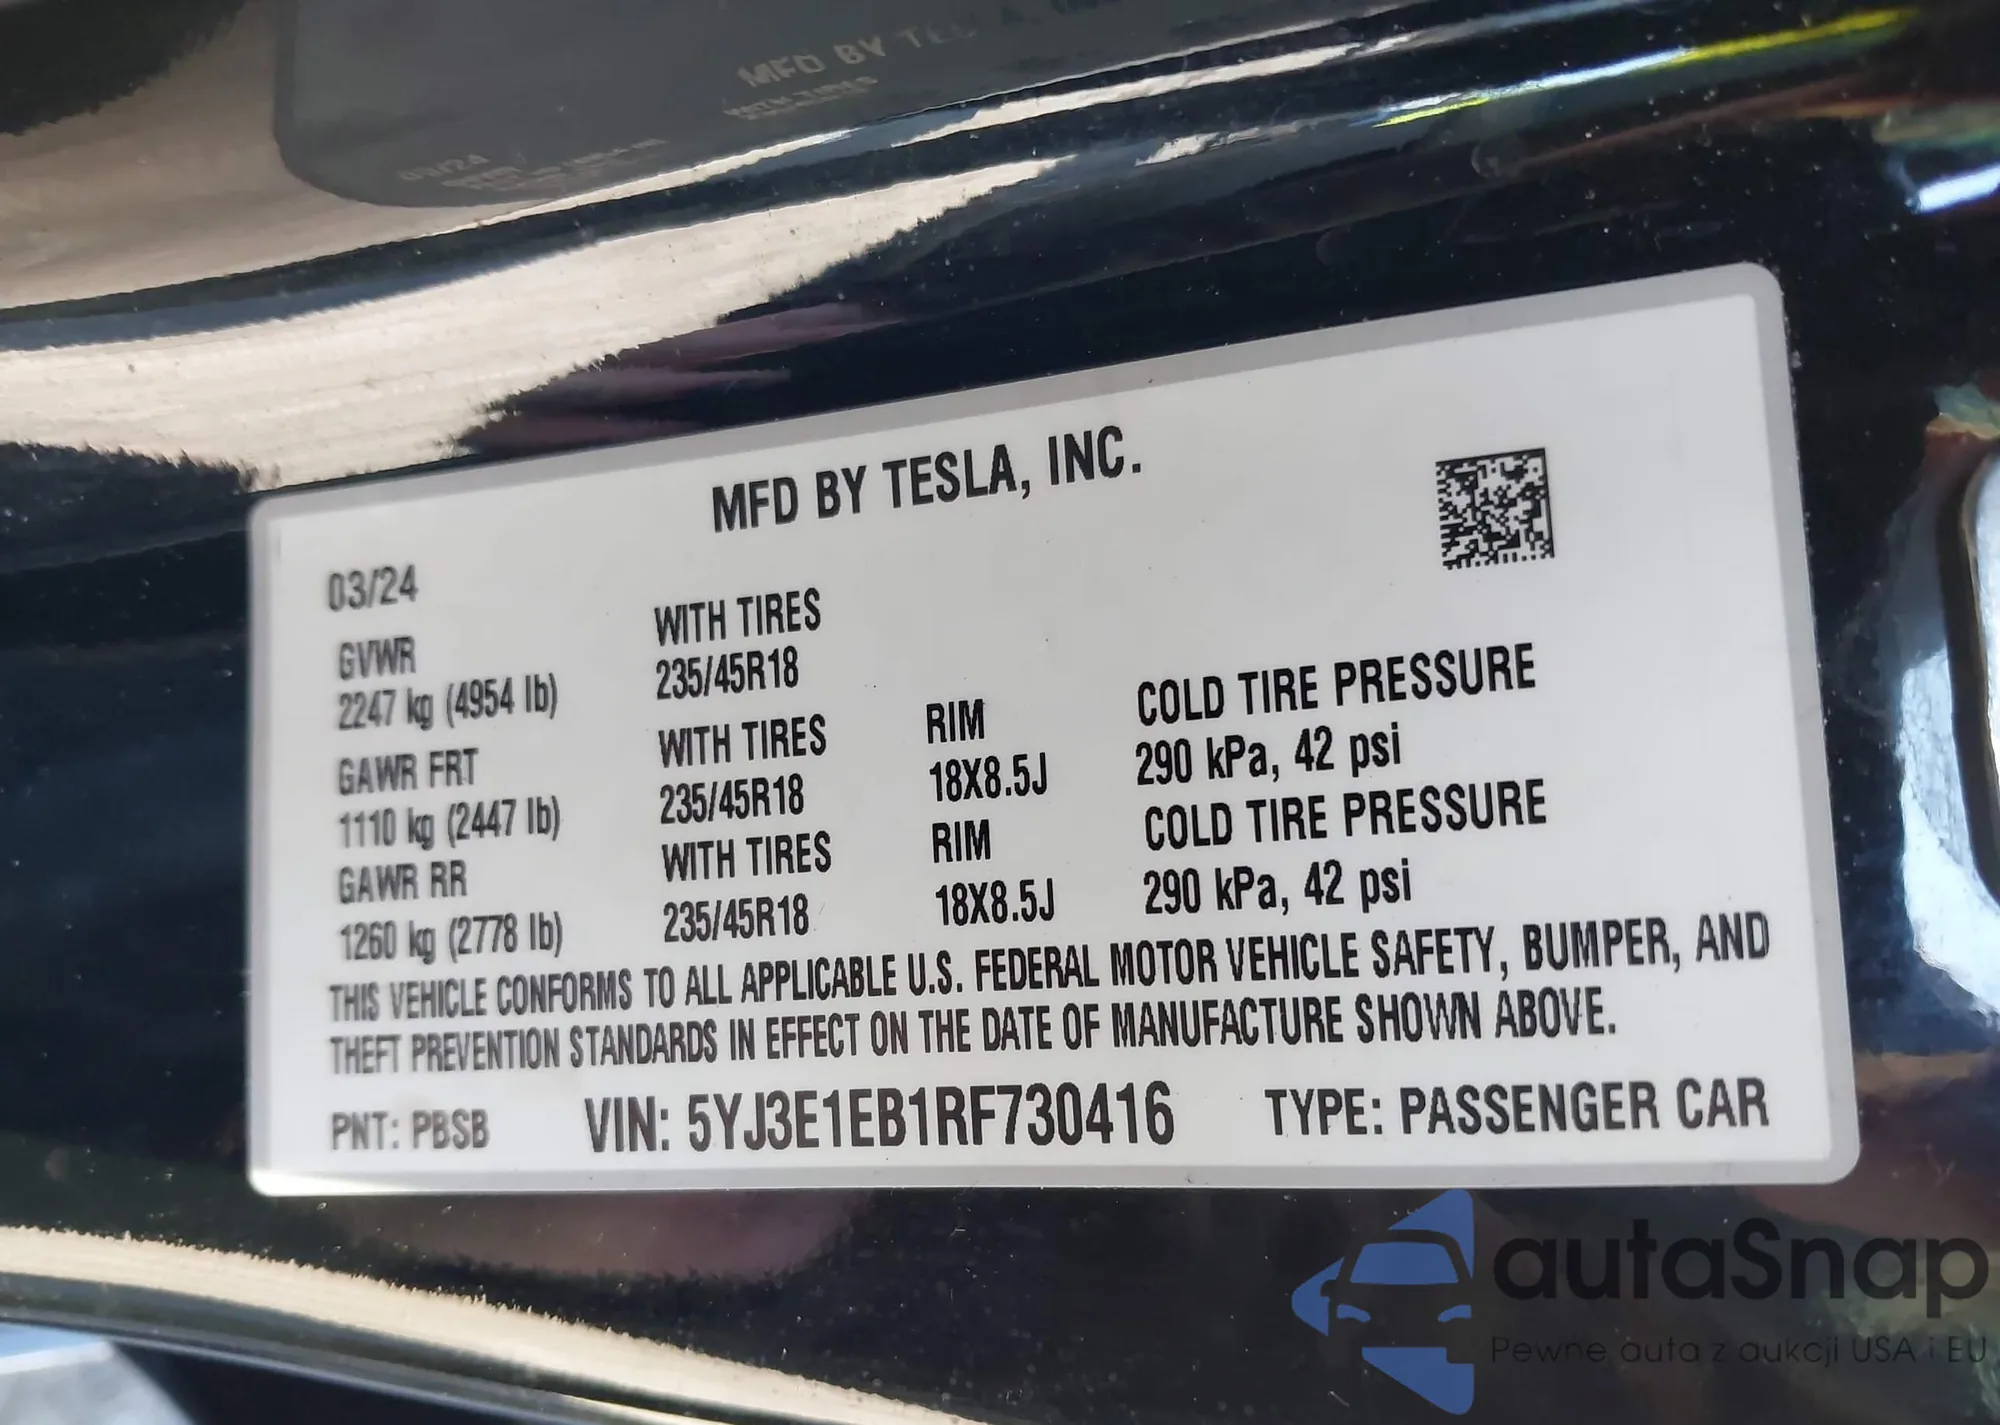 MFD BY TESLA, INC.
03/24
GVWR WITH TIRES
2247 kg (4954 lb) 235/45R18
GAWR FRT WITH TIRES RIM COLD TIRE PRESSURE
1110 kg (2447 lb) 235/45R18 18X8.5J 290 kPa, 42 psi
GAWR RR WITH TIRES RIM COLD TIRE PRESSURE
1260 kg (2778 lb) 235/45R18 18X8.5J 290 kPa, 42 psi
THIS VEHICLE CONFORMS TO ALL APPLICABLE U.S. FEDERAL MOTOR VEHICLE SAFETY, BUMPER, AND
THEFT PREVENTION STANDARDS IN EFFECT ON THE DATE OF MANUFACTURE SHOWN ABOVE.
PNT: PBSB VIN: 5YJ3E1EB1RF730416 TYPE: PASSENGER CAR
autaSnap
Pewne auta z aukcji USA i EU